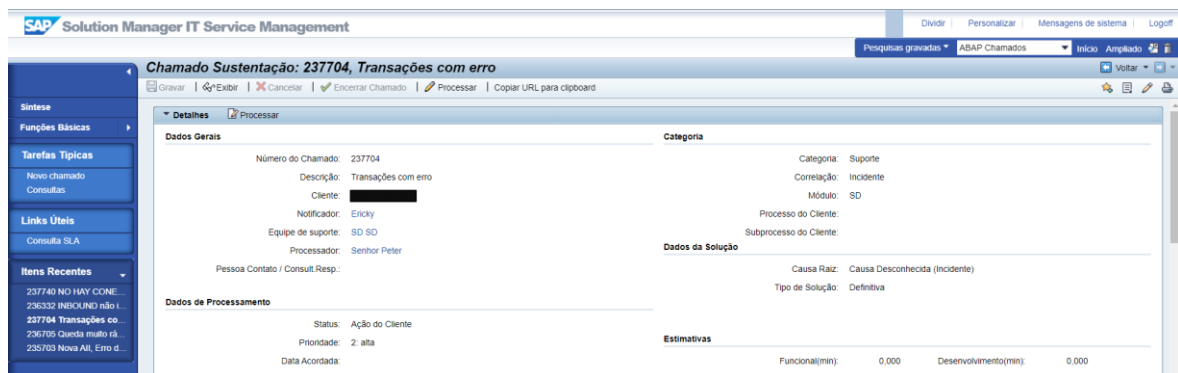 SAP Solution Manager IT Service Management
Dividir Personalizar Mensagens de sistema Logoff
Pesquisas gravadas ABAP Chamados Início Ampliado
Chamado Sustentação: 237704, Transações com erro
Voltar
Gravar Exibir Cancelar Encerrar Chamado Processar Copiar URL para clipboard
Síntese
Funções Básicas
Tarefas Típicas
Novo chamado
Consultas
Links Úteis
Consulta SLA
Itens Recentes
237740 NO HAY CONE...
236332 INBOUND não i...
237704 Transações co...
236705 Queda muito rá...
235703 Nova All, Erro d...
Detalhes Processar
Dados Gerais
Número do Chamado: 237704
Descrição: Transações com erro
Cliente:
Notificador: Ericky
Equipe de suporte: SD SD
Processador: Senhor Peter
Pessoa Contato / Consult.Resp.:
Dados de Processamento
Status: Ação do Cliente
Prioridade: 2: alta
Data Acordada:
Categoria
Categoria: Suporte
Correlação: Incidente
Módulo: SD
Processo do Cliente:
Subprocesso do Cliente:
Dados da Solução
Causa Raiz: Causa Desconhecida (Incidente)
Tipo de Solução: Definitiva
Estimativas
Funcional(min): 0,000 Desenvolvimento(min): 0,000